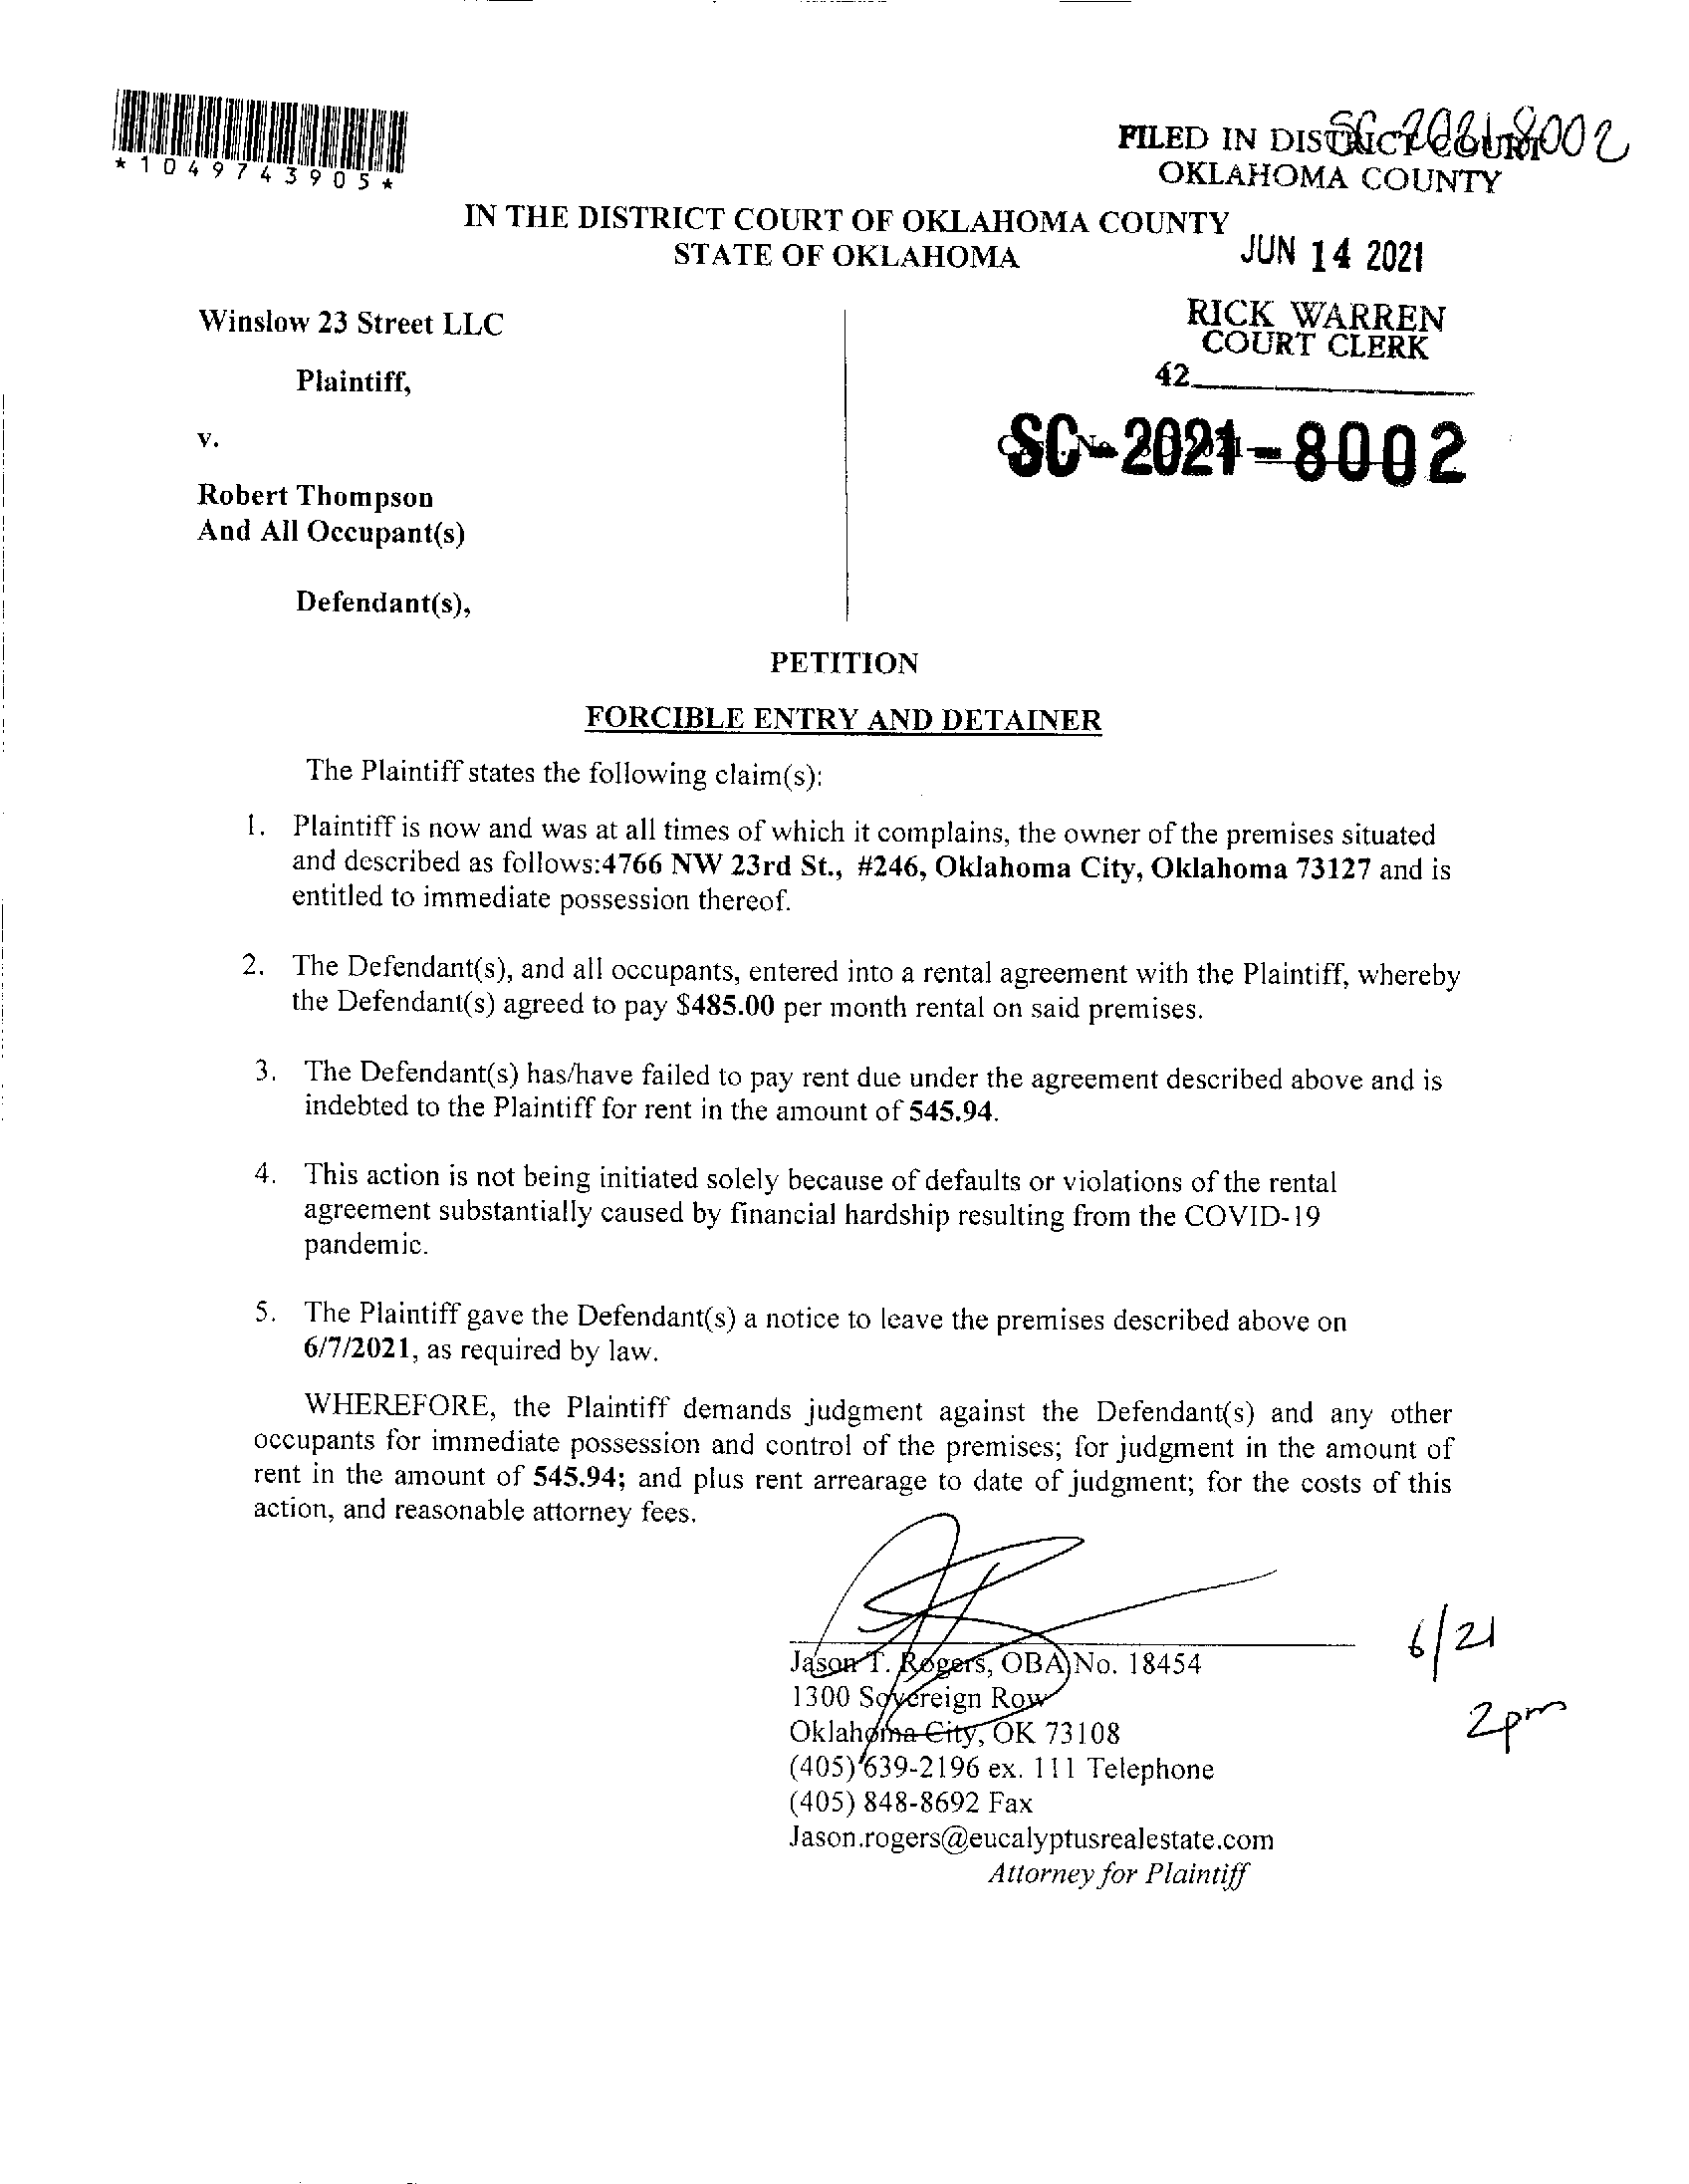 *1049743905*
SC-2021-8002
FILED IN DISTRICT COURT
OKLAHOMA COUNTY
IN THE DISTRICT COURT OF OKLAHOMA COUNTY
STATE OF OKLAHOMA
JUN 14 2021
Winslow 23 Street LLC
RICK WARREN
COURT CLERK
Plaintiff,
42
v.
SC-2021-8002
Robert Thompson
And All Occupant(s)
Defendant(s),
PETITION
FORCIBLE ENTRY AND DETAINER
The Plaintiff states the following claim(s):
1. Plaintiff is now and was at all times of which it complains, the owner of the premises situated
and described as follows:4766 NW 23rd St., #246, Oklahoma City, Oklahoma 73127 and is
entitled to immediate possession thereof.
2. The Defendant(s), and all occupants, entered into a rental agreement with the Plaintiff, whereby
the Defendant(s) agreed to pay $485.00 per month rental on said premises.
3. The Defendant(s) has/have failed to pay rent due under the agreement described above and is
indebted to the Plaintiff for rent in the amount of 545.94.
4. This action is not being initiated solely because of defaults or violations of the rental
agreement substantially caused by financial hardship resulting from the COVID-19
pandemic.
5. The Plaintiff gave the Defendant(s) a notice to leave the premises described above on
6/7/2021, as required by law.
WHEREFORE, the Plaintiff demands judgment against the Defendant(s) and any other
occupants for immediate possession and control of the premises; for judgment in the amount of
rent in the amount of 545.94; and plus rent arrearage to date of judgment; for the costs of this
action, and reasonable attorney fees.
6/21
2pm
Jason T. Rogers, OBA No. 18454
1300 Sovereign Row
Oklahoma City, OK 73108
(405) 639-2196 ex. 111 Telephone
(405) 848-8692 Fax
Jason.rogers@eucalyptusrealestate.com
Attorney for Plaintiff